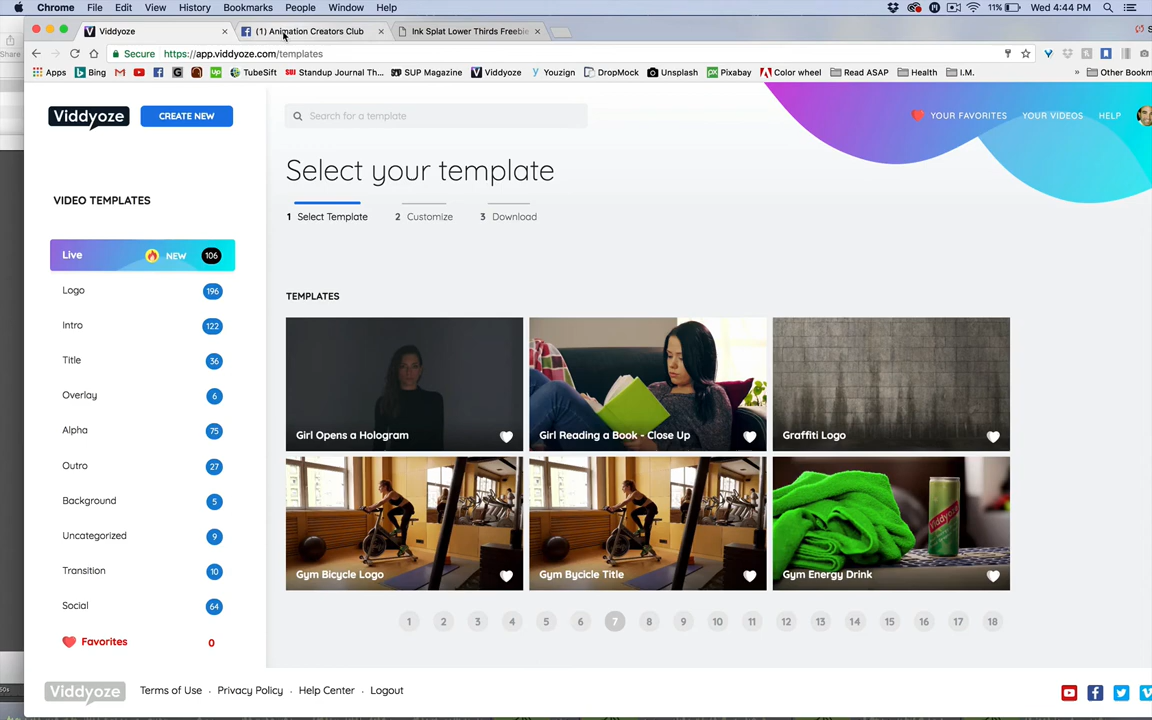 Chrome File Edit View History Bookmarks People Window Help 11% Wed 4:44 PM
Viddyoze (1) Animation Creators Club Ink Splat Lower Thirds Freebie
Share
Secure https://app.viddyoze.com/templates
Apps Bing TubeSift Standup Journal Th... SUP Magazine Viddyoze Youzign DropMock Unsplash Pixabay Color wheel Read ASAP Health I.M. » Other Bookm
Viddyoze CREATE NEW Search for a template YOUR FAVORITES YOUR VIDEOS HELP
Select your template
VIDEO TEMPLATES
1 Select Template 2 Customize 3 Download
Live NEW 106
Logo 196
Intro 122
Title 36
Overlay 6
Alpha 75
Outro 27
Background 5
Uncategorized 9
Transition 10
Social 64
Favorites 0
TEMPLATES
Girl Opens a Hologram Girl Reading a Book - Close Up Graffiti Logo
Viddyoze
Gym Bicycle Logo Gym Bycicle Title Gym Energy Drink
1 2 3 4 5 6 7 8 9 10 11 12 13 14 15 16 17 18
Viddyoze Terms of Use · Privacy Policy · Help Center · Logout